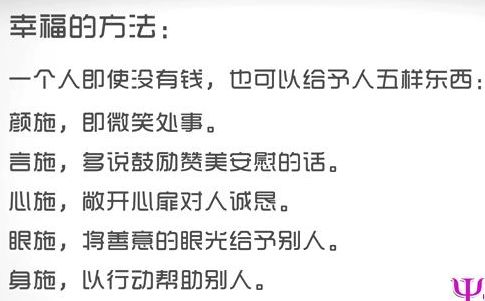 幸福的方法：
一个人即使没有钱，也可以给予人五样东西：
颜施，即微笑处事。
言施，多说鼓励赞美安慰的话。
心施，敞开心扉对人诚恳。
眼施，将善意的眼光给予别人。
身施，以行动帮助别人。
Ψ